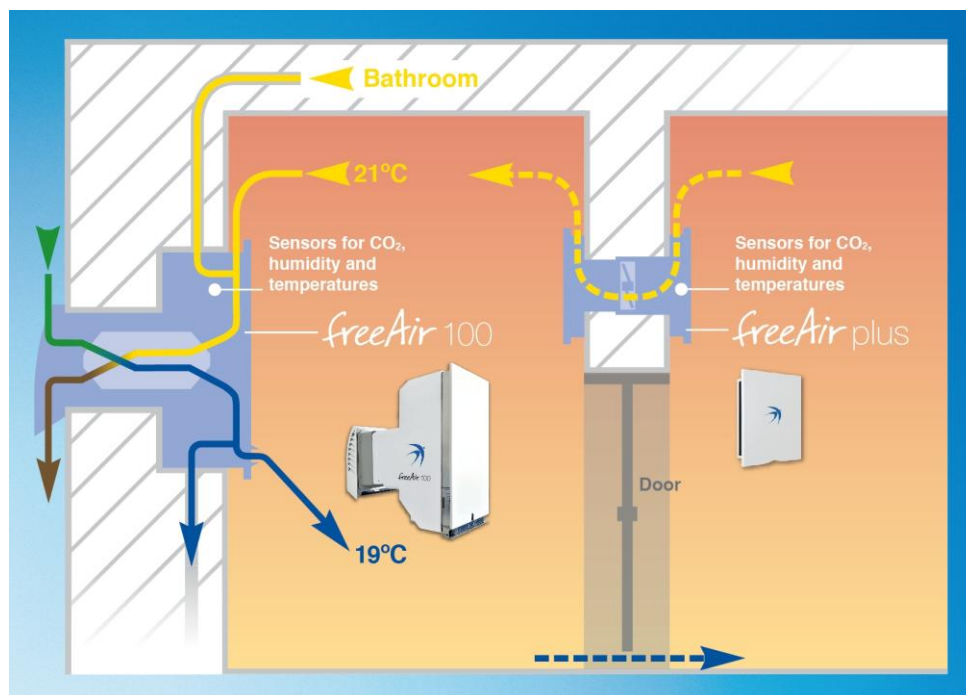 Bathroom
21°C
Sensors for CO₂,
humidity and
temperatures
freeAir 100
Sensors for CO₂,
humidity and
temperatures
freeAir plus
freeAir 100
Door
19°C